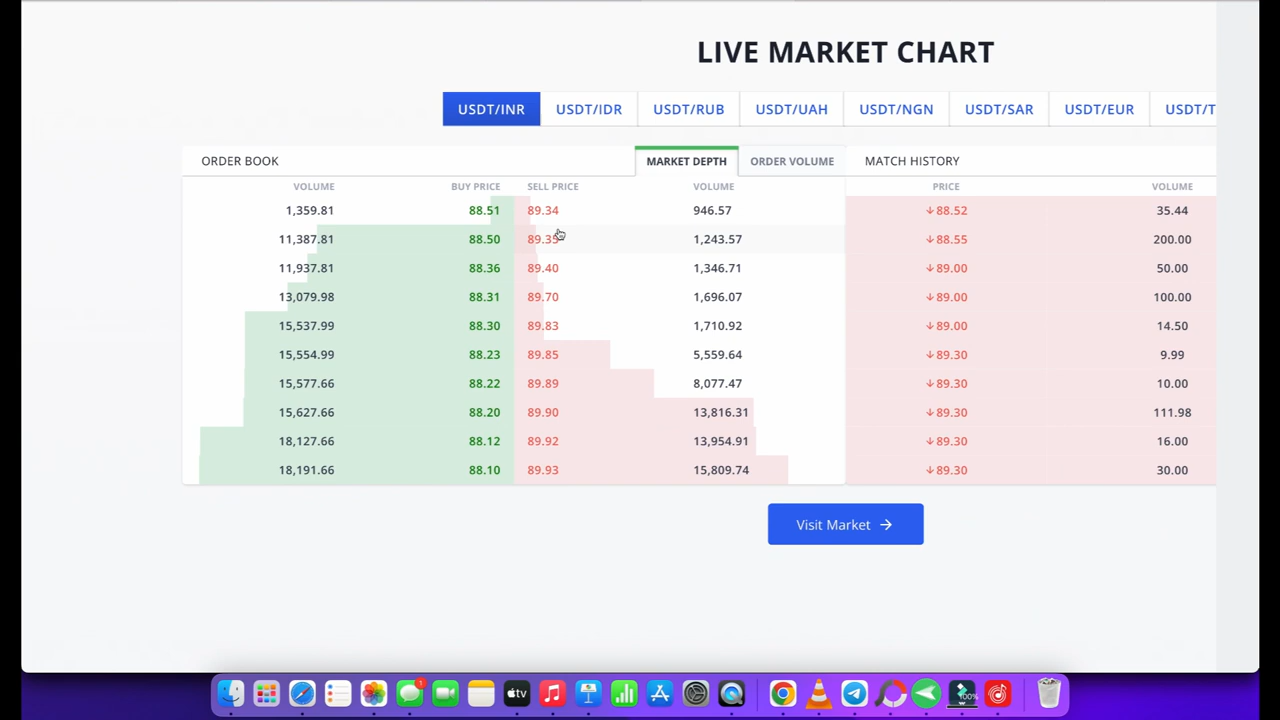 LIVE MARKET CHART
USDT/INR USDT/IDR USDT/RUB USDT/UAH USDT/NGN USDT/SAR USDT/EUR USDT/T
ORDER BOOK MARKET DEPTH ORDER VOLUME MATCH HISTORY
VOLUME BUY PRICE SELL PRICE VOLUME PRICE VOLUME
1,359.81 88.51 89.34 946.57 ↓88.52 35.44
11,387.81 88.50 89.35 1,243.57 ↓88.55 200.00
11,937.81 88.36 89.40 1,346.71 ↓89.00 50.00
13,079.98 88.31 89.70 1,696.07 ↓89.00 100.00
15,537.99 88.30 89.83 1,710.92 ↓89.00 14.50
15,554.99 88.23 89.85 5,559.64 ↓89.30 9.99
15,577.66 88.22 89.89 8,077.47 ↓89.30 10.00
15,627.66 88.20 89.90 13,816.31 ↓89.30 111.98
18,127.66 88.12 89.92 13,954.91 ↓89.30 16.00
18,191.66 88.10 89.93 15,809.74 ↓89.30 30.00
Visit Market →
1
tv
100%